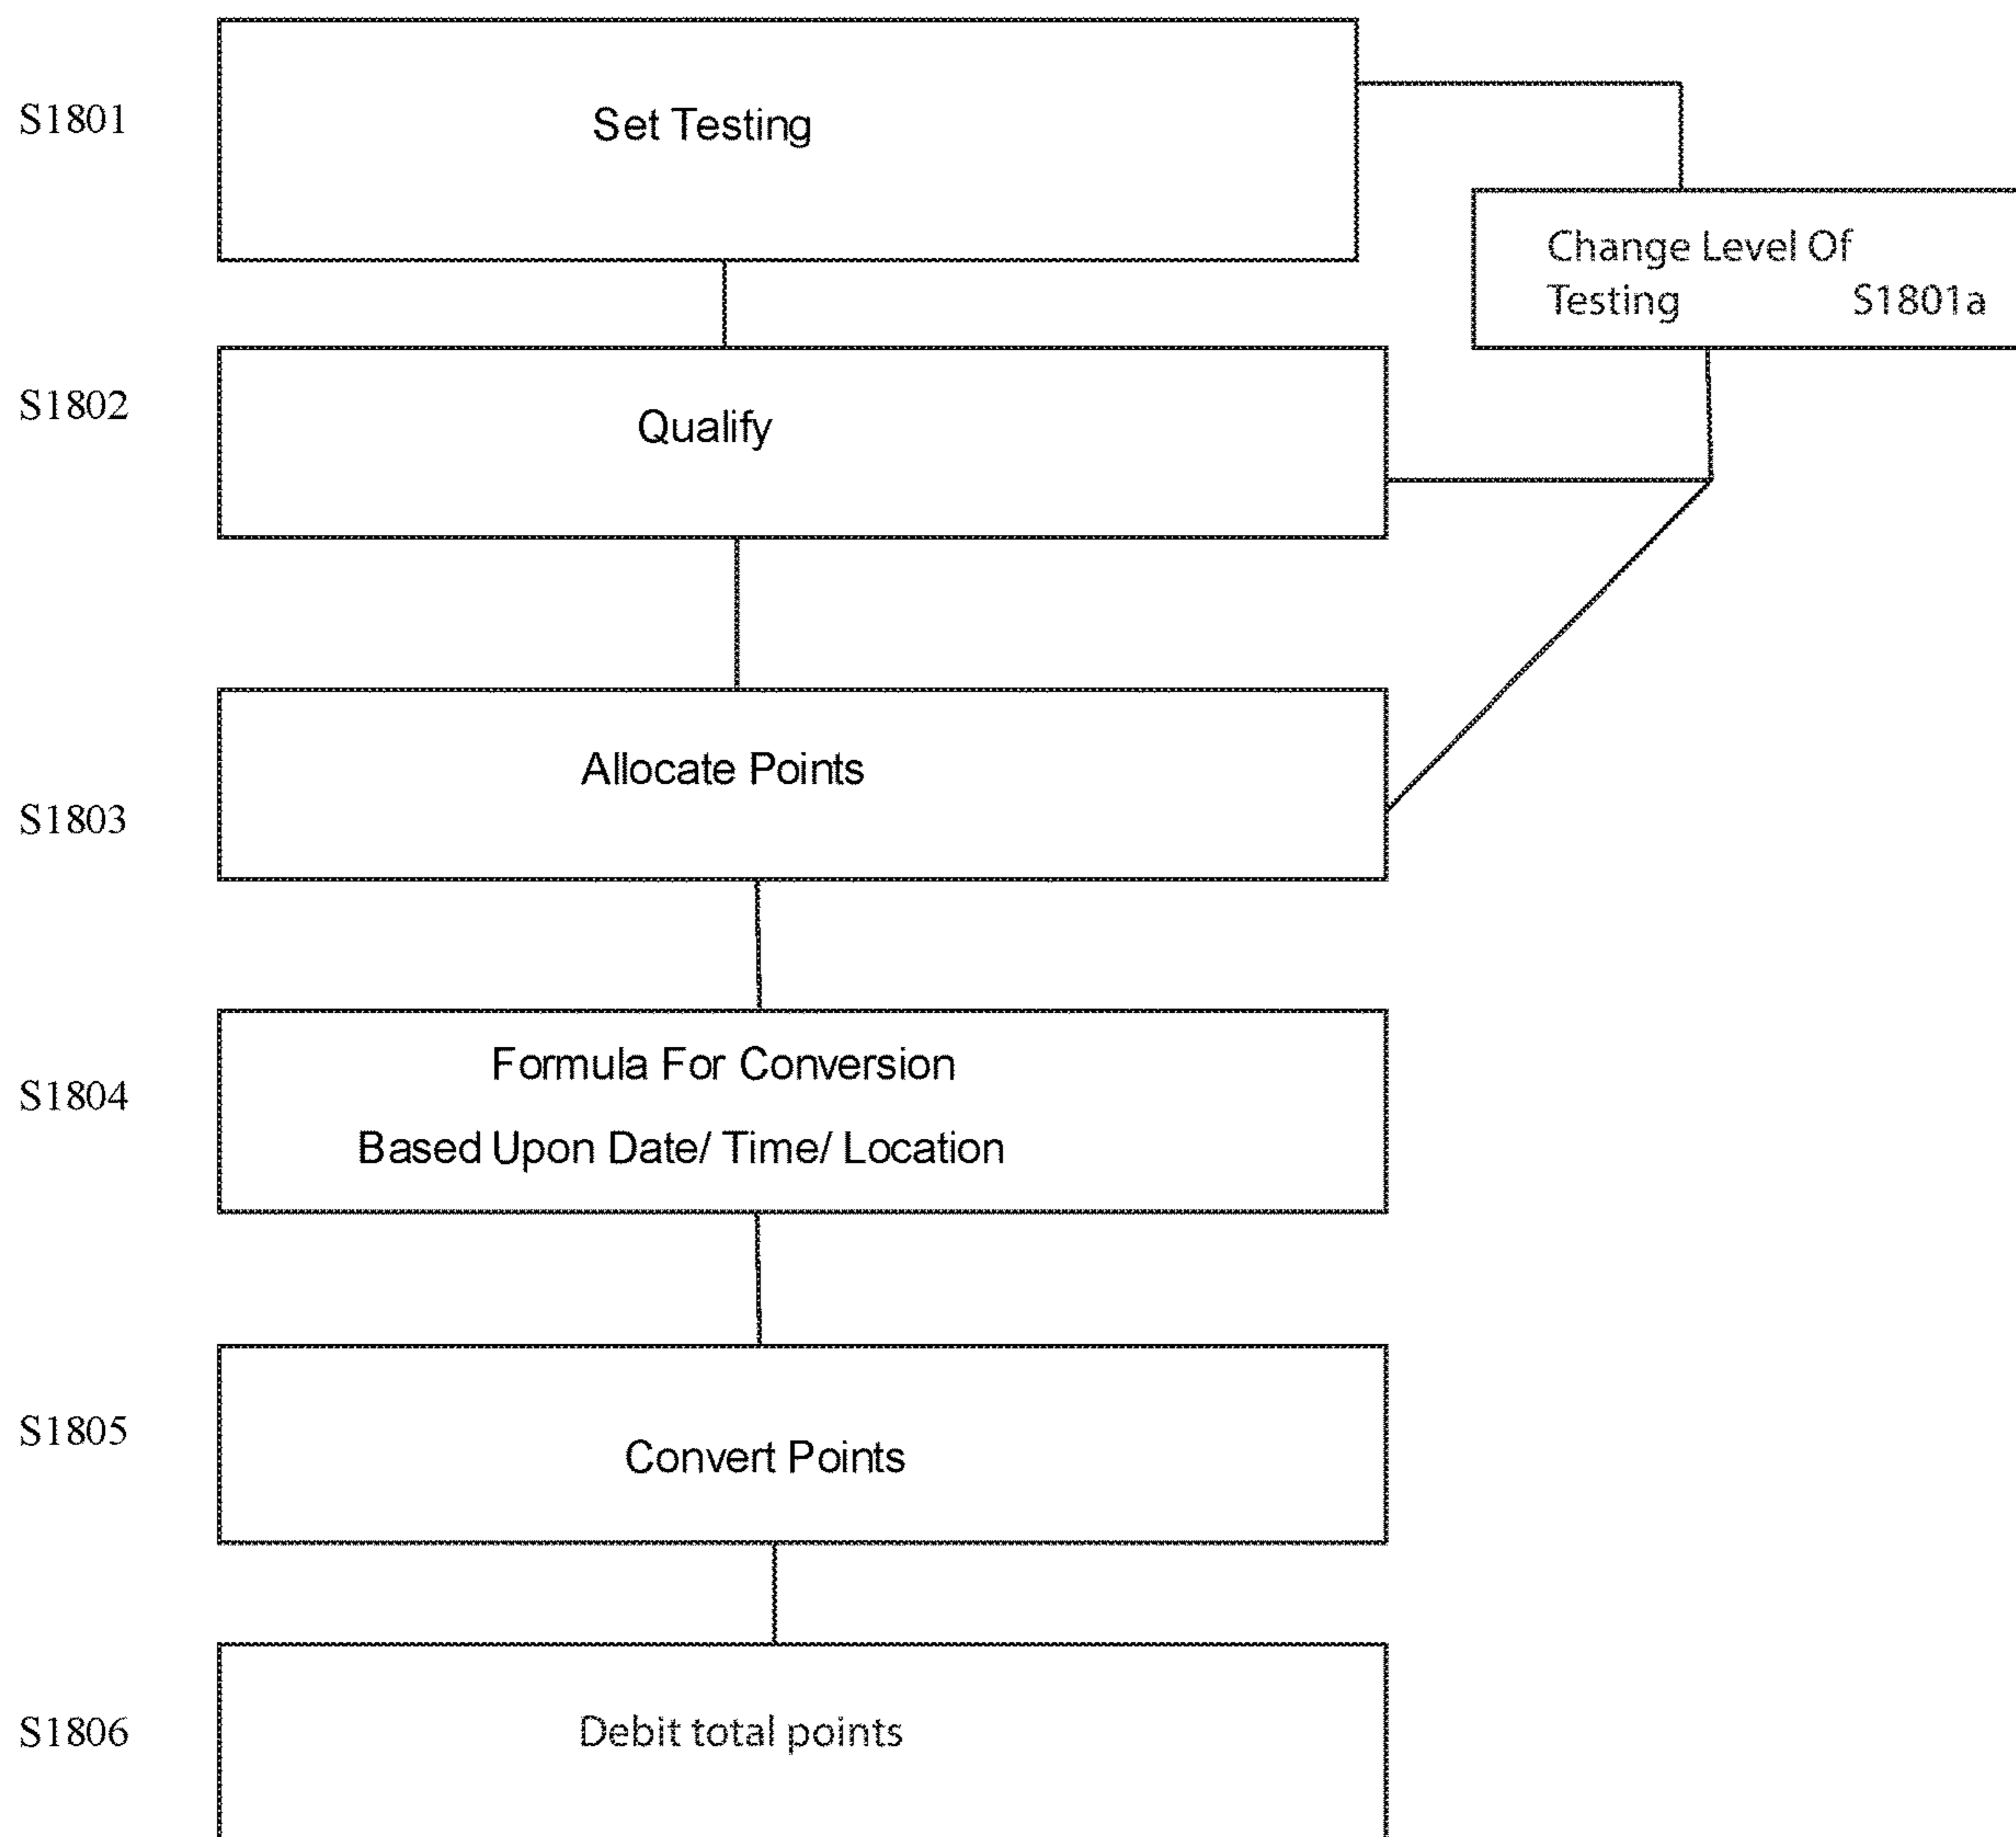 S1801
Set Testing
Change Level Of
Testing S1801a
S1802
Qualify
Allocate Points
S1803
Formula For Conversion
S1804
Based Upon Date/ Time/ Location
S1805
Convert Points
S1806
Debit total points